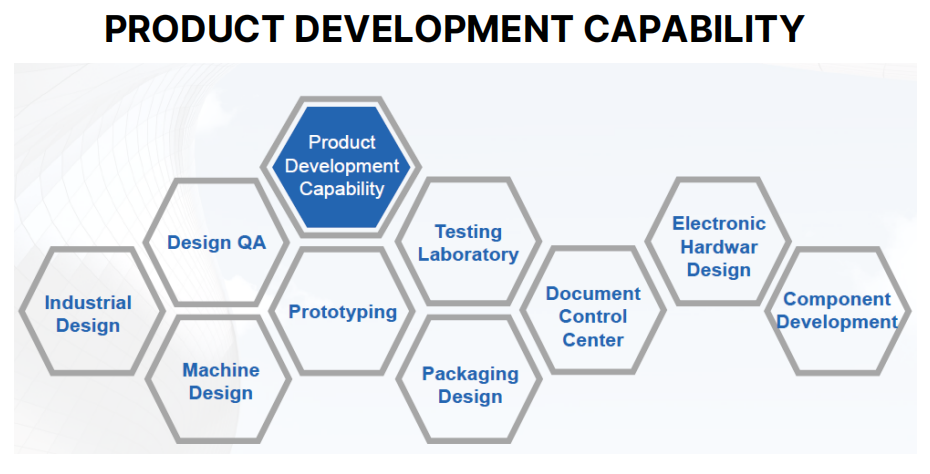 PRODUCT DEVELOPMENT CAPABILITY
Product
Development
Capability
Design QA
Testing
Laboratory
Electronic
Hardwar
Design
Industrial
Design
Prototyping
Document
Control
Center
Component
Development
Machine
Design
Packaging
Design